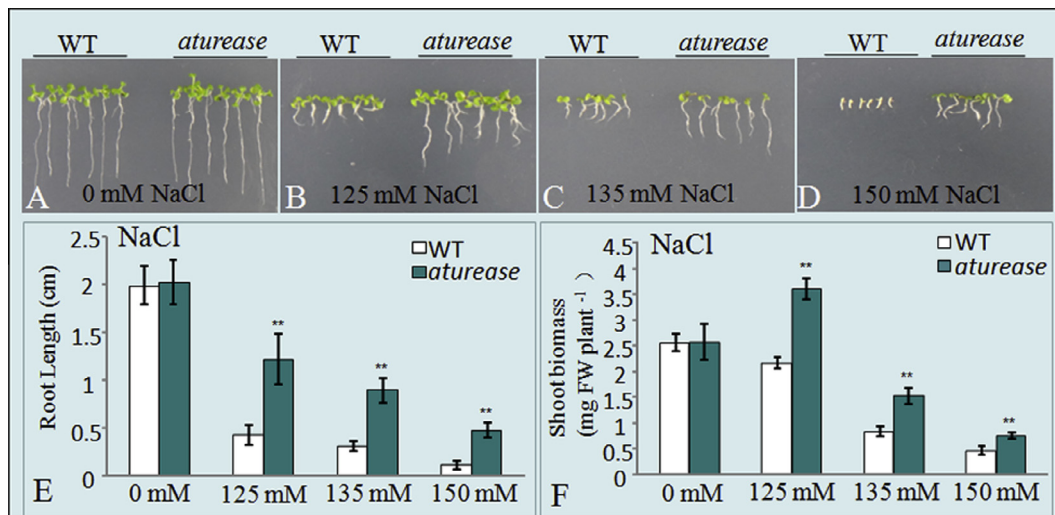 WT aturease WT aturease WT aturease WT aturease
A 0 mM NaCl B 125 mM NaCl C 135 mM NaCl D 150 mM NaCl
NaCl
WT
aturease
Root Length (cm)
2.5
2
1.5
1
0.5
0
** ** **
0 mM 125 mM 135 mM 150 mM
E
NaCl
WT
aturease
Shoot biomass
(mg FW plant -1 )
4.5
4
3.5
3
2.5
2
1.5
1
0.5
0
** ** **
0 mM 125 mM 135 mM 150 mM
F